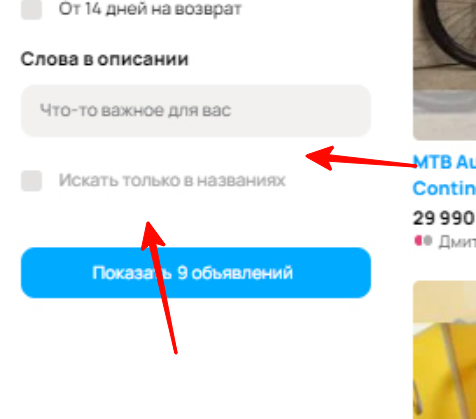 От 14 дней на возврат
Слова в описании
Что-то важное для вас
Искать только в названиях
Показать 9 объявлений
MTB Au
Contin
29 990
Дмит